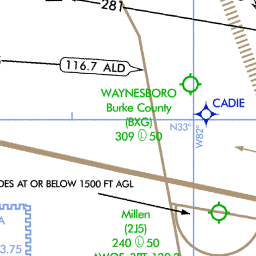 281
116.7 ALD
WAYNESBORO
Burke County
(BXG)
309 Ⓛ 50
CADIE
N33°
W82°
DES AT OR BELOW 1500 FT AGL
A
3.75
Millen
(2J5)
240 Ⓛ 50